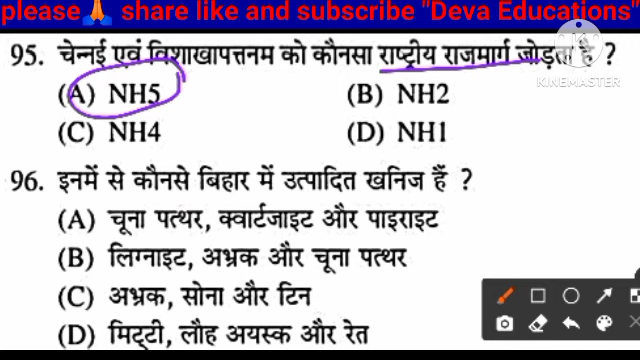 please🙏 share like and subscribe "Deva Educations"
95. चेन्नई एवं विशाखापत्तनम को कौनसा राष्ट्रीय राजमार्ग जोड़ता है ?
(A) NH5 (B) NH2
(C) NH4 (D) NH1
96. इनमें से कौनसे बिहार में उत्पादित खनिज हैं ?
(A) चूना पत्थर, क्वार्टजाइट और पाइराइट
(B) लिग्नाइट, अभ्रक और चूना पत्थर
(C) अभ्रक, सोना और टिन
(D) मिट्टी, लौह अयस्क और रेत
KINEMASTER